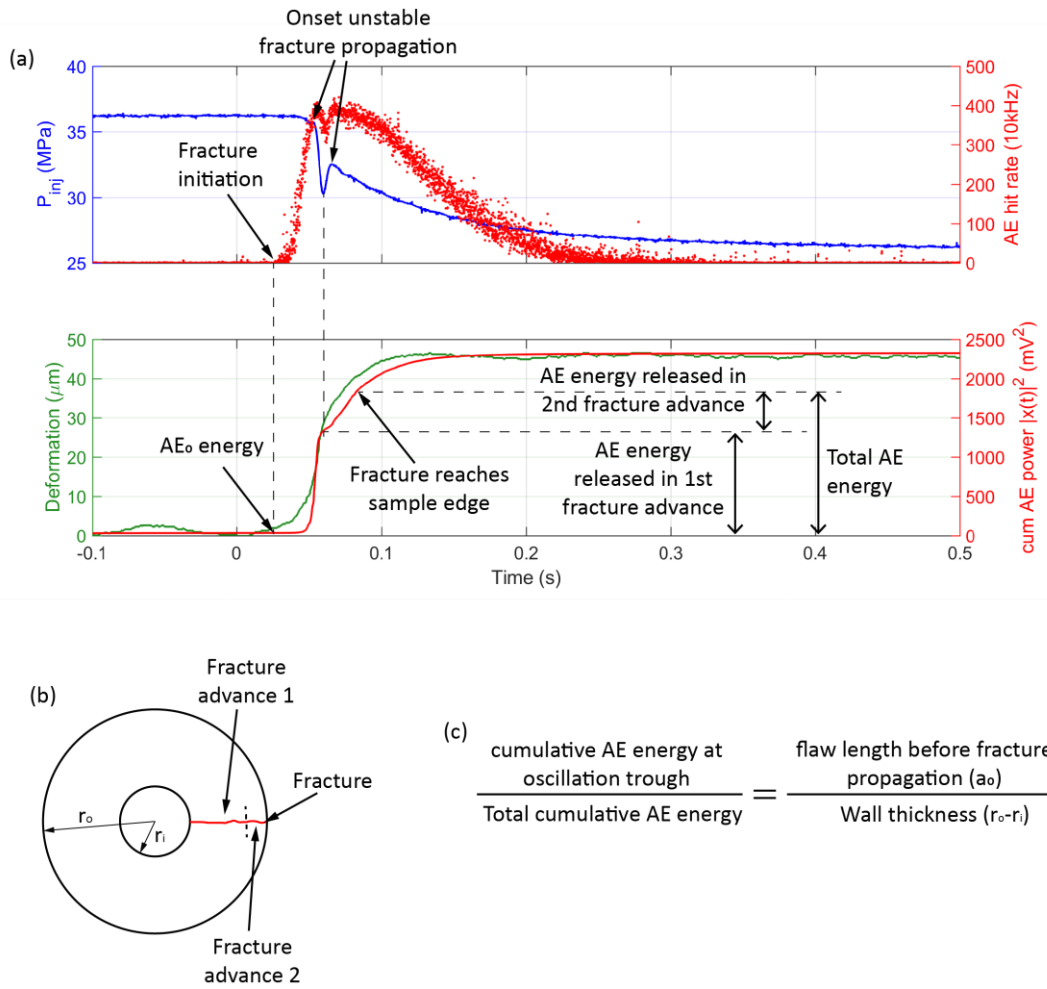 Onset unstable
fracture propagation
(a)
40
35
30
25
P_inj (MPa)
Fracture
initiation
500
400
300
200
100
0
AE hit rate (10kHz)
50
40
30
20
10
0
Deformation (μm)
AE₀ energy
Fracture reaches
sample edge
AE energy released in
2nd fracture advance
AE energy
released in 1st
fracture advance
Total AE
energy
2500
2000
1500
1000
500
0
cum AE power |x(t)|² (mV²)
-0.1 0 0.1 0.2 0.3 0.4 0.5
Time (s)
(b)
Fracture
advance 1
Fracture
rₒ
rᵢ
Fracture
advance 2
(c)
cumulative AE energy at
oscillation trough
Total cumulative AE energy
=
flaw length before fracture
propagation (a₀)
Wall thickness (rₒ-rᵢ)